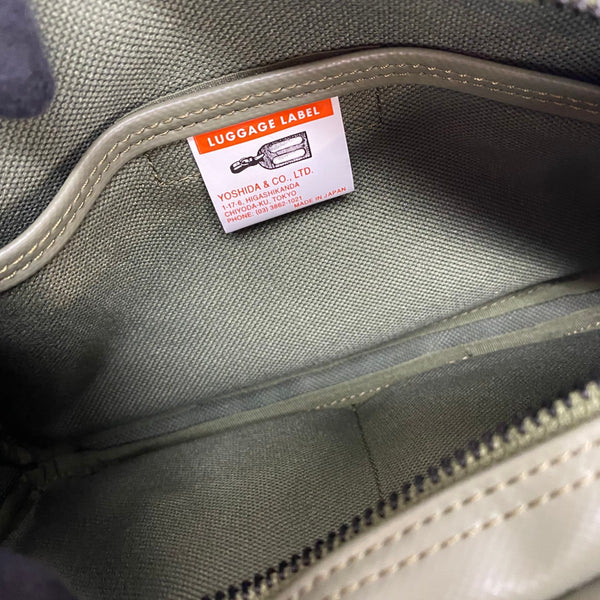 LUGGAGE LABEL
YOSHIDA & CO., LTD.
1-17-6, HIGASHIKANDA
CHIYODA-KU, TOKYO
PHONE: (03) 3862-1021
MADE IN JAPAN